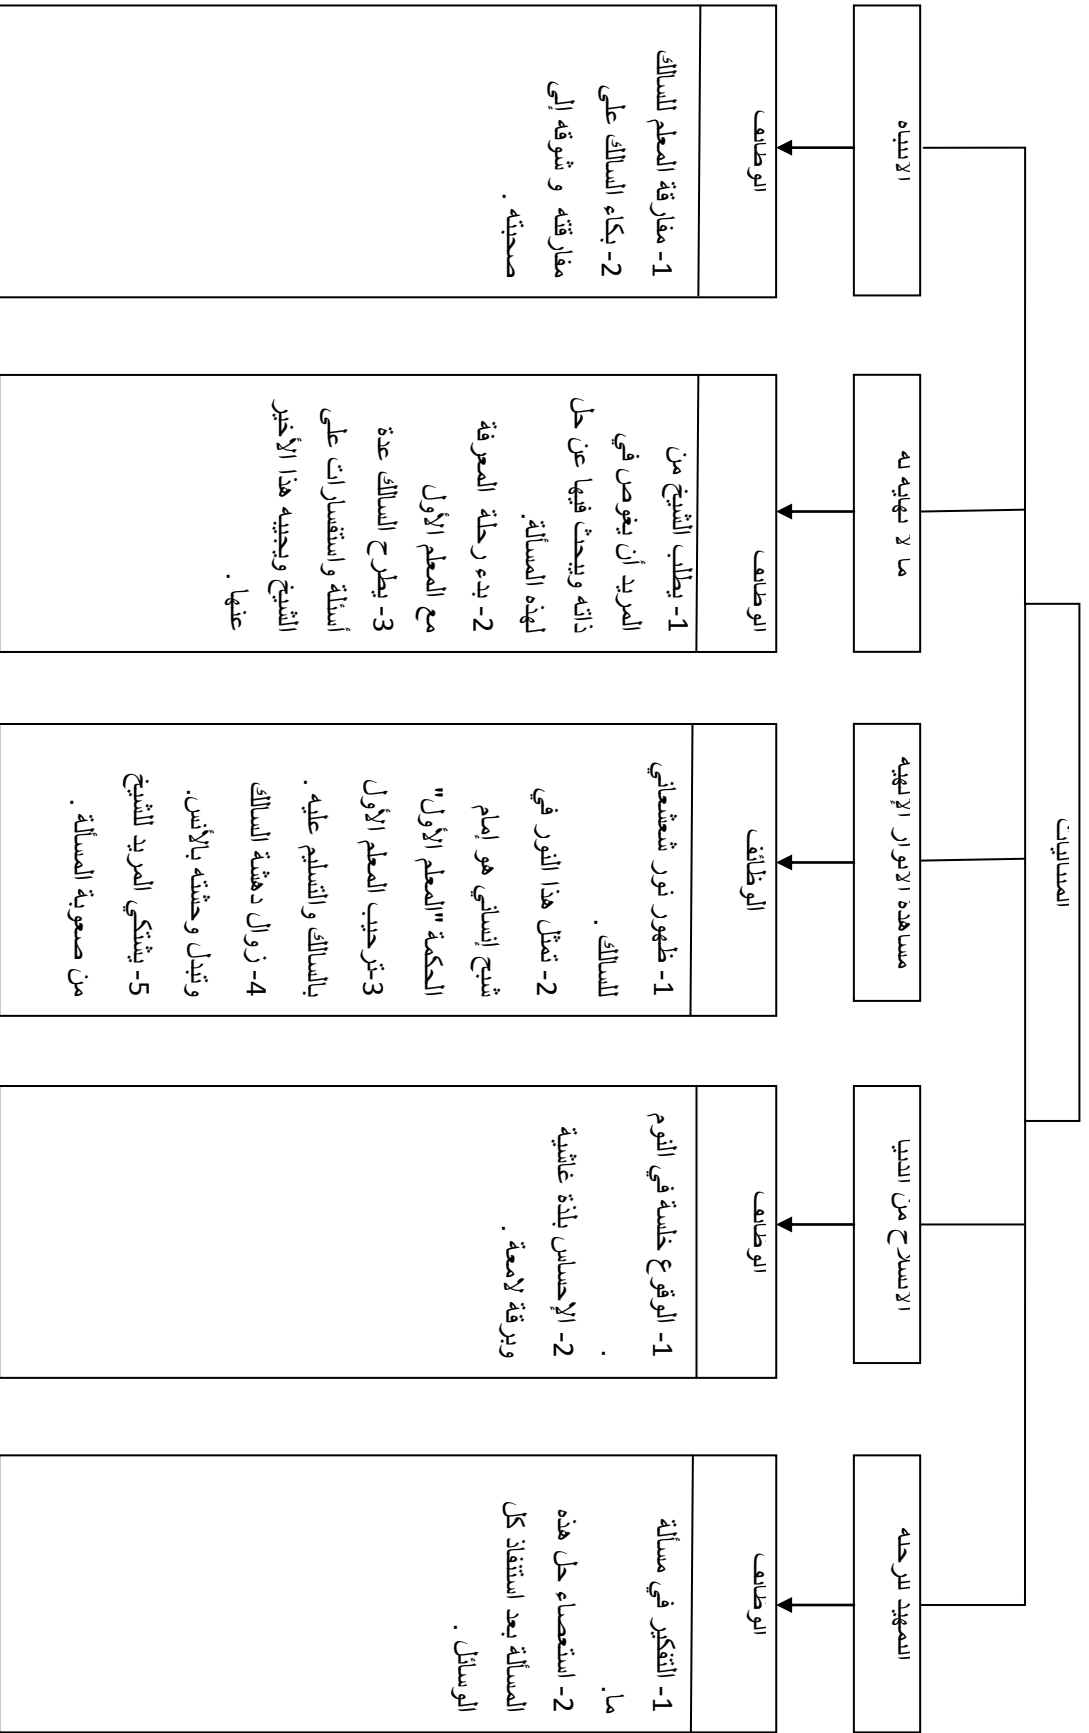 المتتاليات
التمهيد للرحلة
الوظائف
1- التفكير في مسألة
ما.
2- استعصاء حل هذه
المسألة بعد استنفاذ كل
الوسائل .
الانسلاخ من الدنيا
الوظائف
1- الوقوع خلسة في النوم
.
2- الإحساس بلذة غاشية
وبرقة لامعة .
مشاهدة الأنوار الإلهية
الوظائف
1- ظهور نور شعشعاني
للسالك .
2- تمثل هذا النور في
شبح إنساني هو إمام
الحكمة "المعلم الأول"
3-ترحيب المعلم الأول
بالسالك والتسليم عليه .
4- زوال دهشة السالك
وتبدل وحشته بالأنس.
5- يشتكي المريد للشيخ
من صعوبة المسألة .
ما لا نهاية له
الوظائف
1- يطلب الشيخ من
المريد أن يغوص في
ذاته ويبحث فيها عن حل
لهذه المسألة.
2- بدء رحلة المعرفة
مع المعلم الأول
3- يطرح السالك عدة
أسئلة واستفسارات على
الشيخ ويجيبه هذا الأخير
عنها .
الانتباه
الوظائف
1- مفارقة المعلم للسالك
2- بكاء السالك على
مفارقته و شوقه إلى
صحبته .